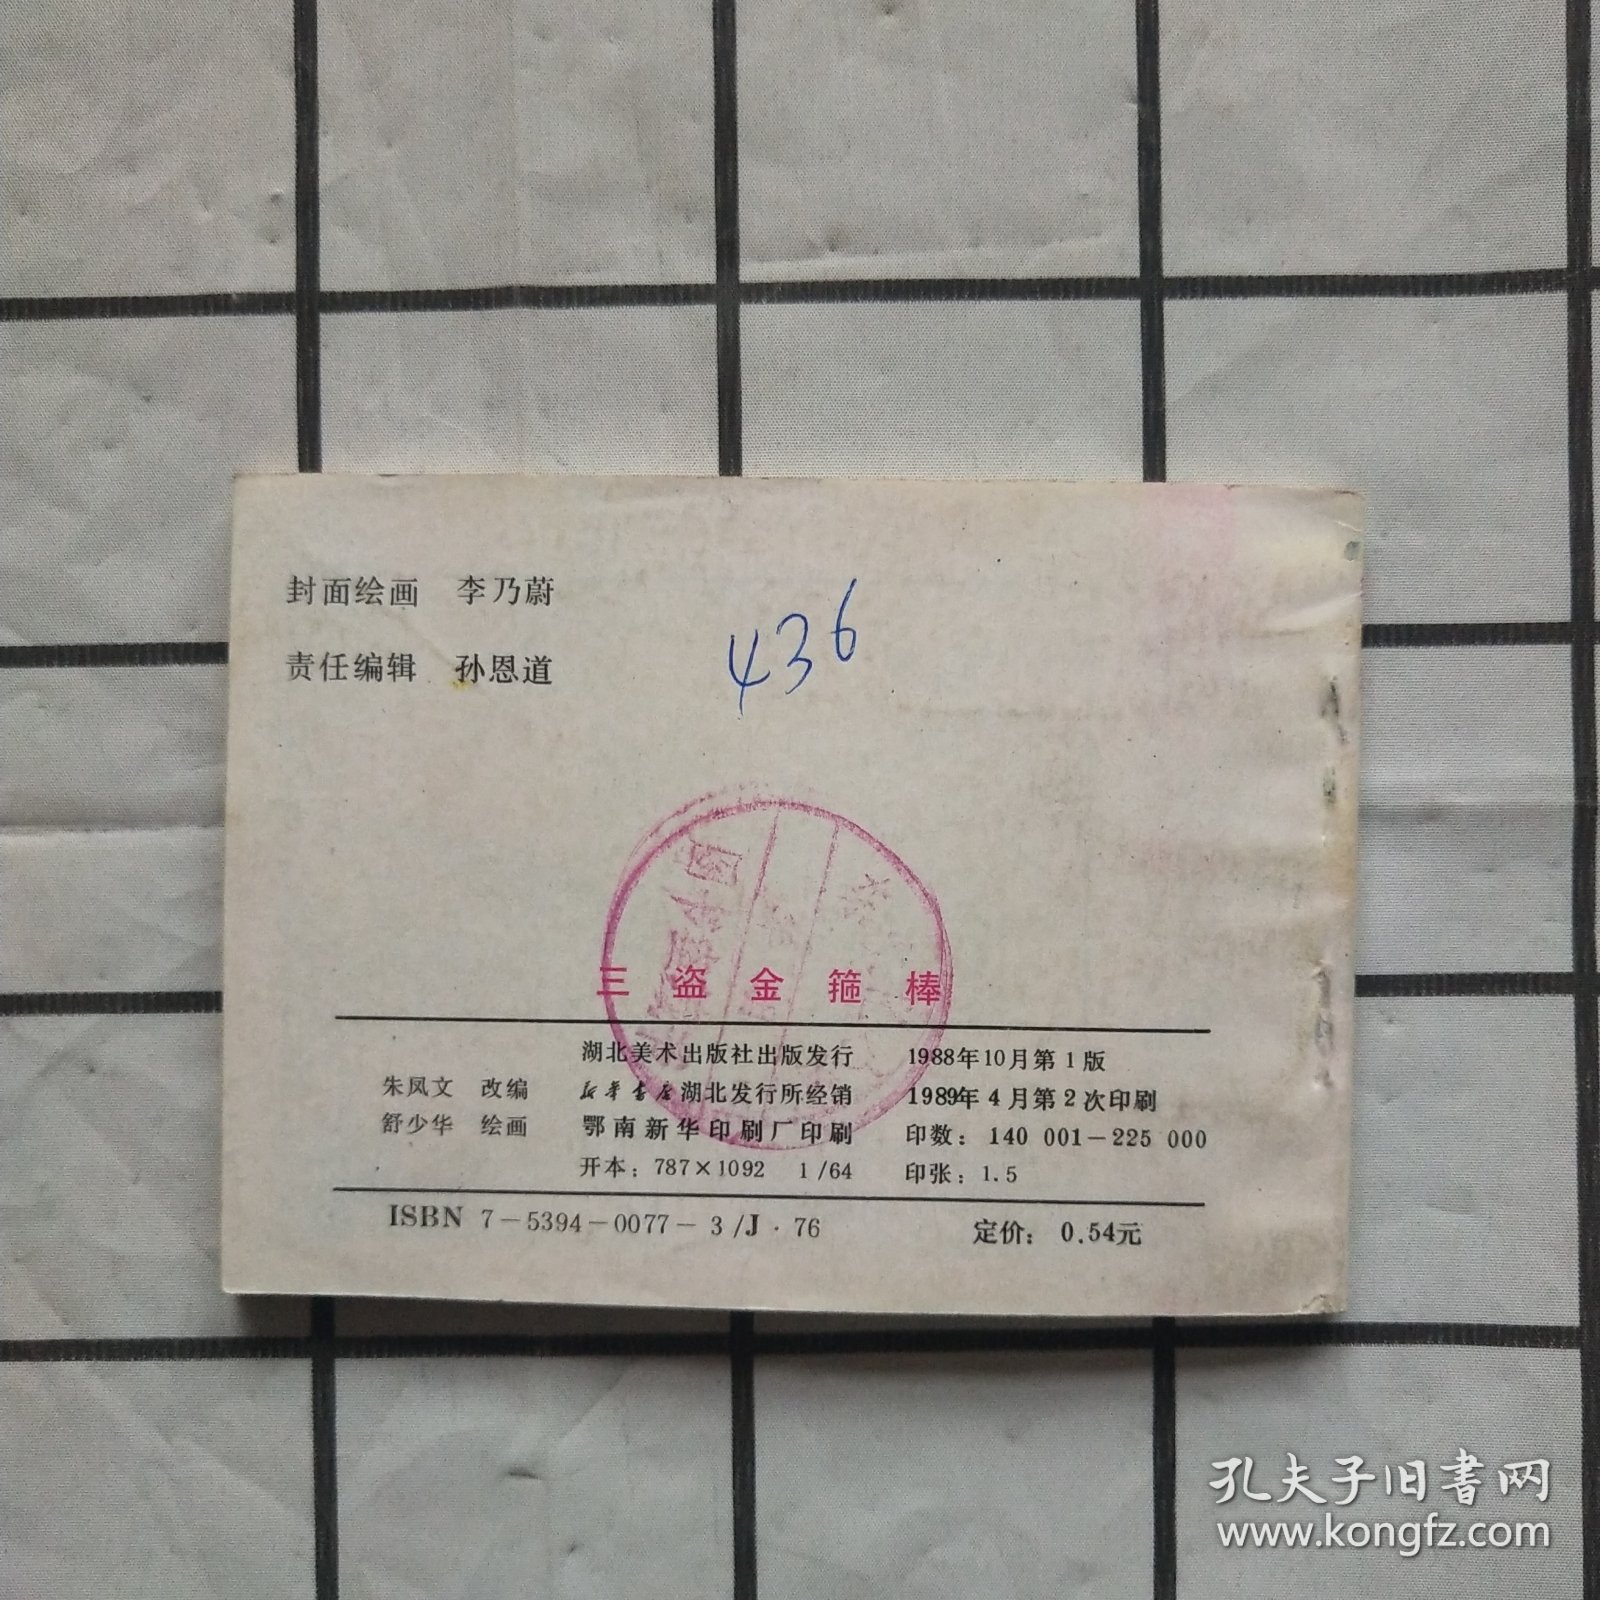 封面绘画 李乃蔚
436
责任编辑 孙恩道
三盗金箍棒
湖北美术出版社出版发行 1988年10月第1版
朱凤文 改编 新华书店湖北发行所经销 1989年4月第2次印刷
舒少华 绘画 鄂南新华印刷厂印刷 印数：140 001－225 000
开本：787×1092 1/64 印张：1.5
ISBN 7－5394－0077－3/J·76 定价：0.54元
孔夫子旧书网
www.kongfz.com